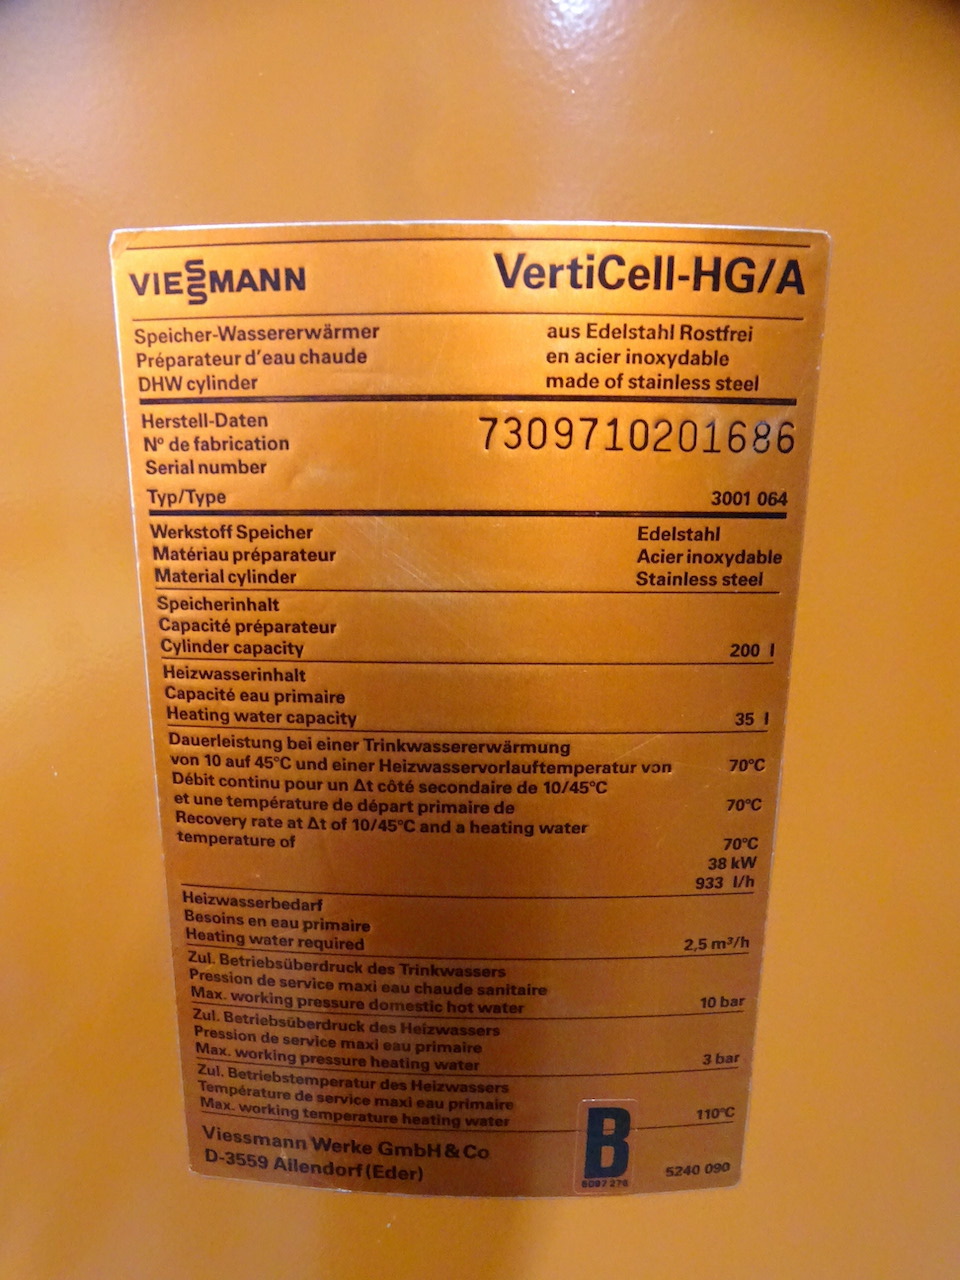 VIESSMANN VertiCell-HG/A
Speicher-Wassererwärmer aus Edelstahl Rostfrei
Préparateur d'eau chaude en acier inoxydable
DHW cylinder made of stainless steel
Herstell-Daten
Nº de fabrication 7309710201686
Serial number
Typ/Type 3001 064
Werkstoff Speicher Edelstahl
Matériau préparateur Acier inoxydable
Material cylinder Stainless steel
Speicherinhalt
Capacité préparateur
Cylinder capacity 200 l
Heizwasserinhalt
Capacité eau primaire
Heating water capacity 35 l
Dauerleistung bei einer Trinkwassererwärmung
von 10 auf 45°C und einer Heizwasservorlauftemperatur von 70°C
Débit continu pour un Δt côté secondaire de 10/45°C
et une température de départ primaire de 70°C
Recovery rate at Δt of 10/45°C and a heating water
temperature of 70°C
38 kW
933 l/h
Heizwasserbedarf
Besoins en eau primaire
Heating water required 2,5 m³/h
Zul. Betriebsüberdruck des Trinkwassers
Pression de service maxi eau chaude sanitaire
Max. working pressure domestic hot water 10 bar
Zul. Betriebsüberdruck des Heizwassers
Pression de service maxi eau primaire
Max. working pressure heating water 3 bar
Zul. Betriebstemperatur des Heizwassers
Température de service maxi eau primaire
Max. working temperature heating water 110°C
Viessmann Werke GmbH & Co
D-3559 Allendorf (Eder)
B
5097 276
5240 090